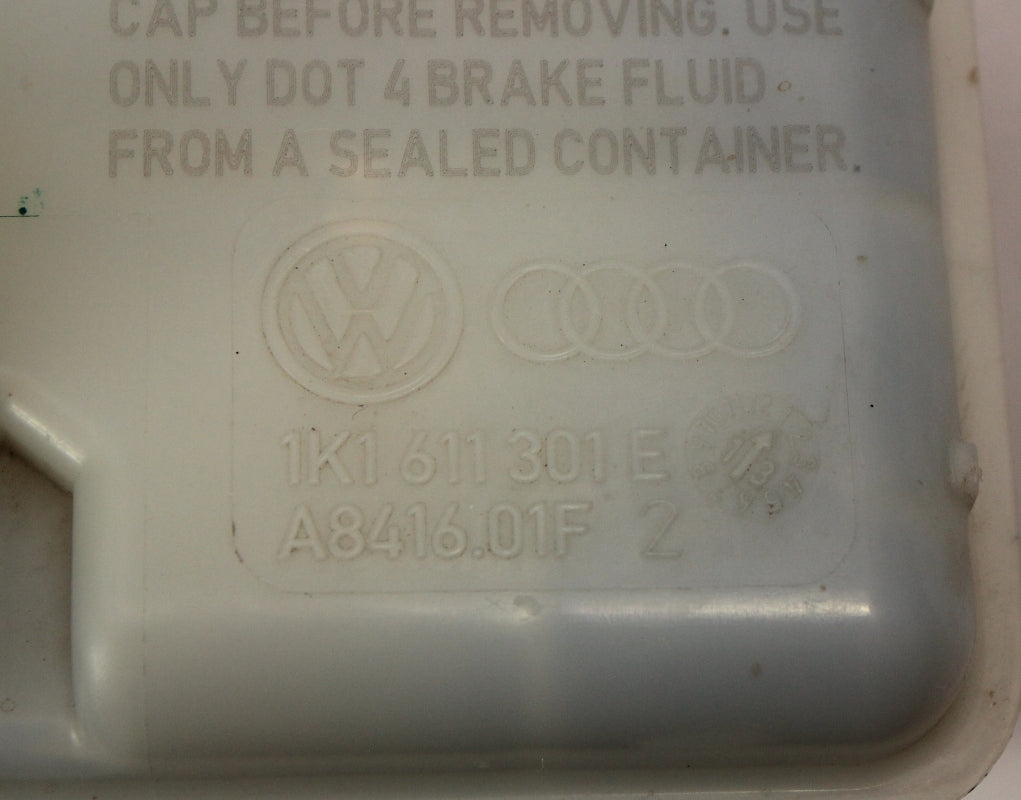 CAP BEFORE REMOVING. USE
ONLY DOT 4 BRAKE FLUID
FROM A SEALED CONTAINER.
1K1 611 301 E
A8416.01F 2